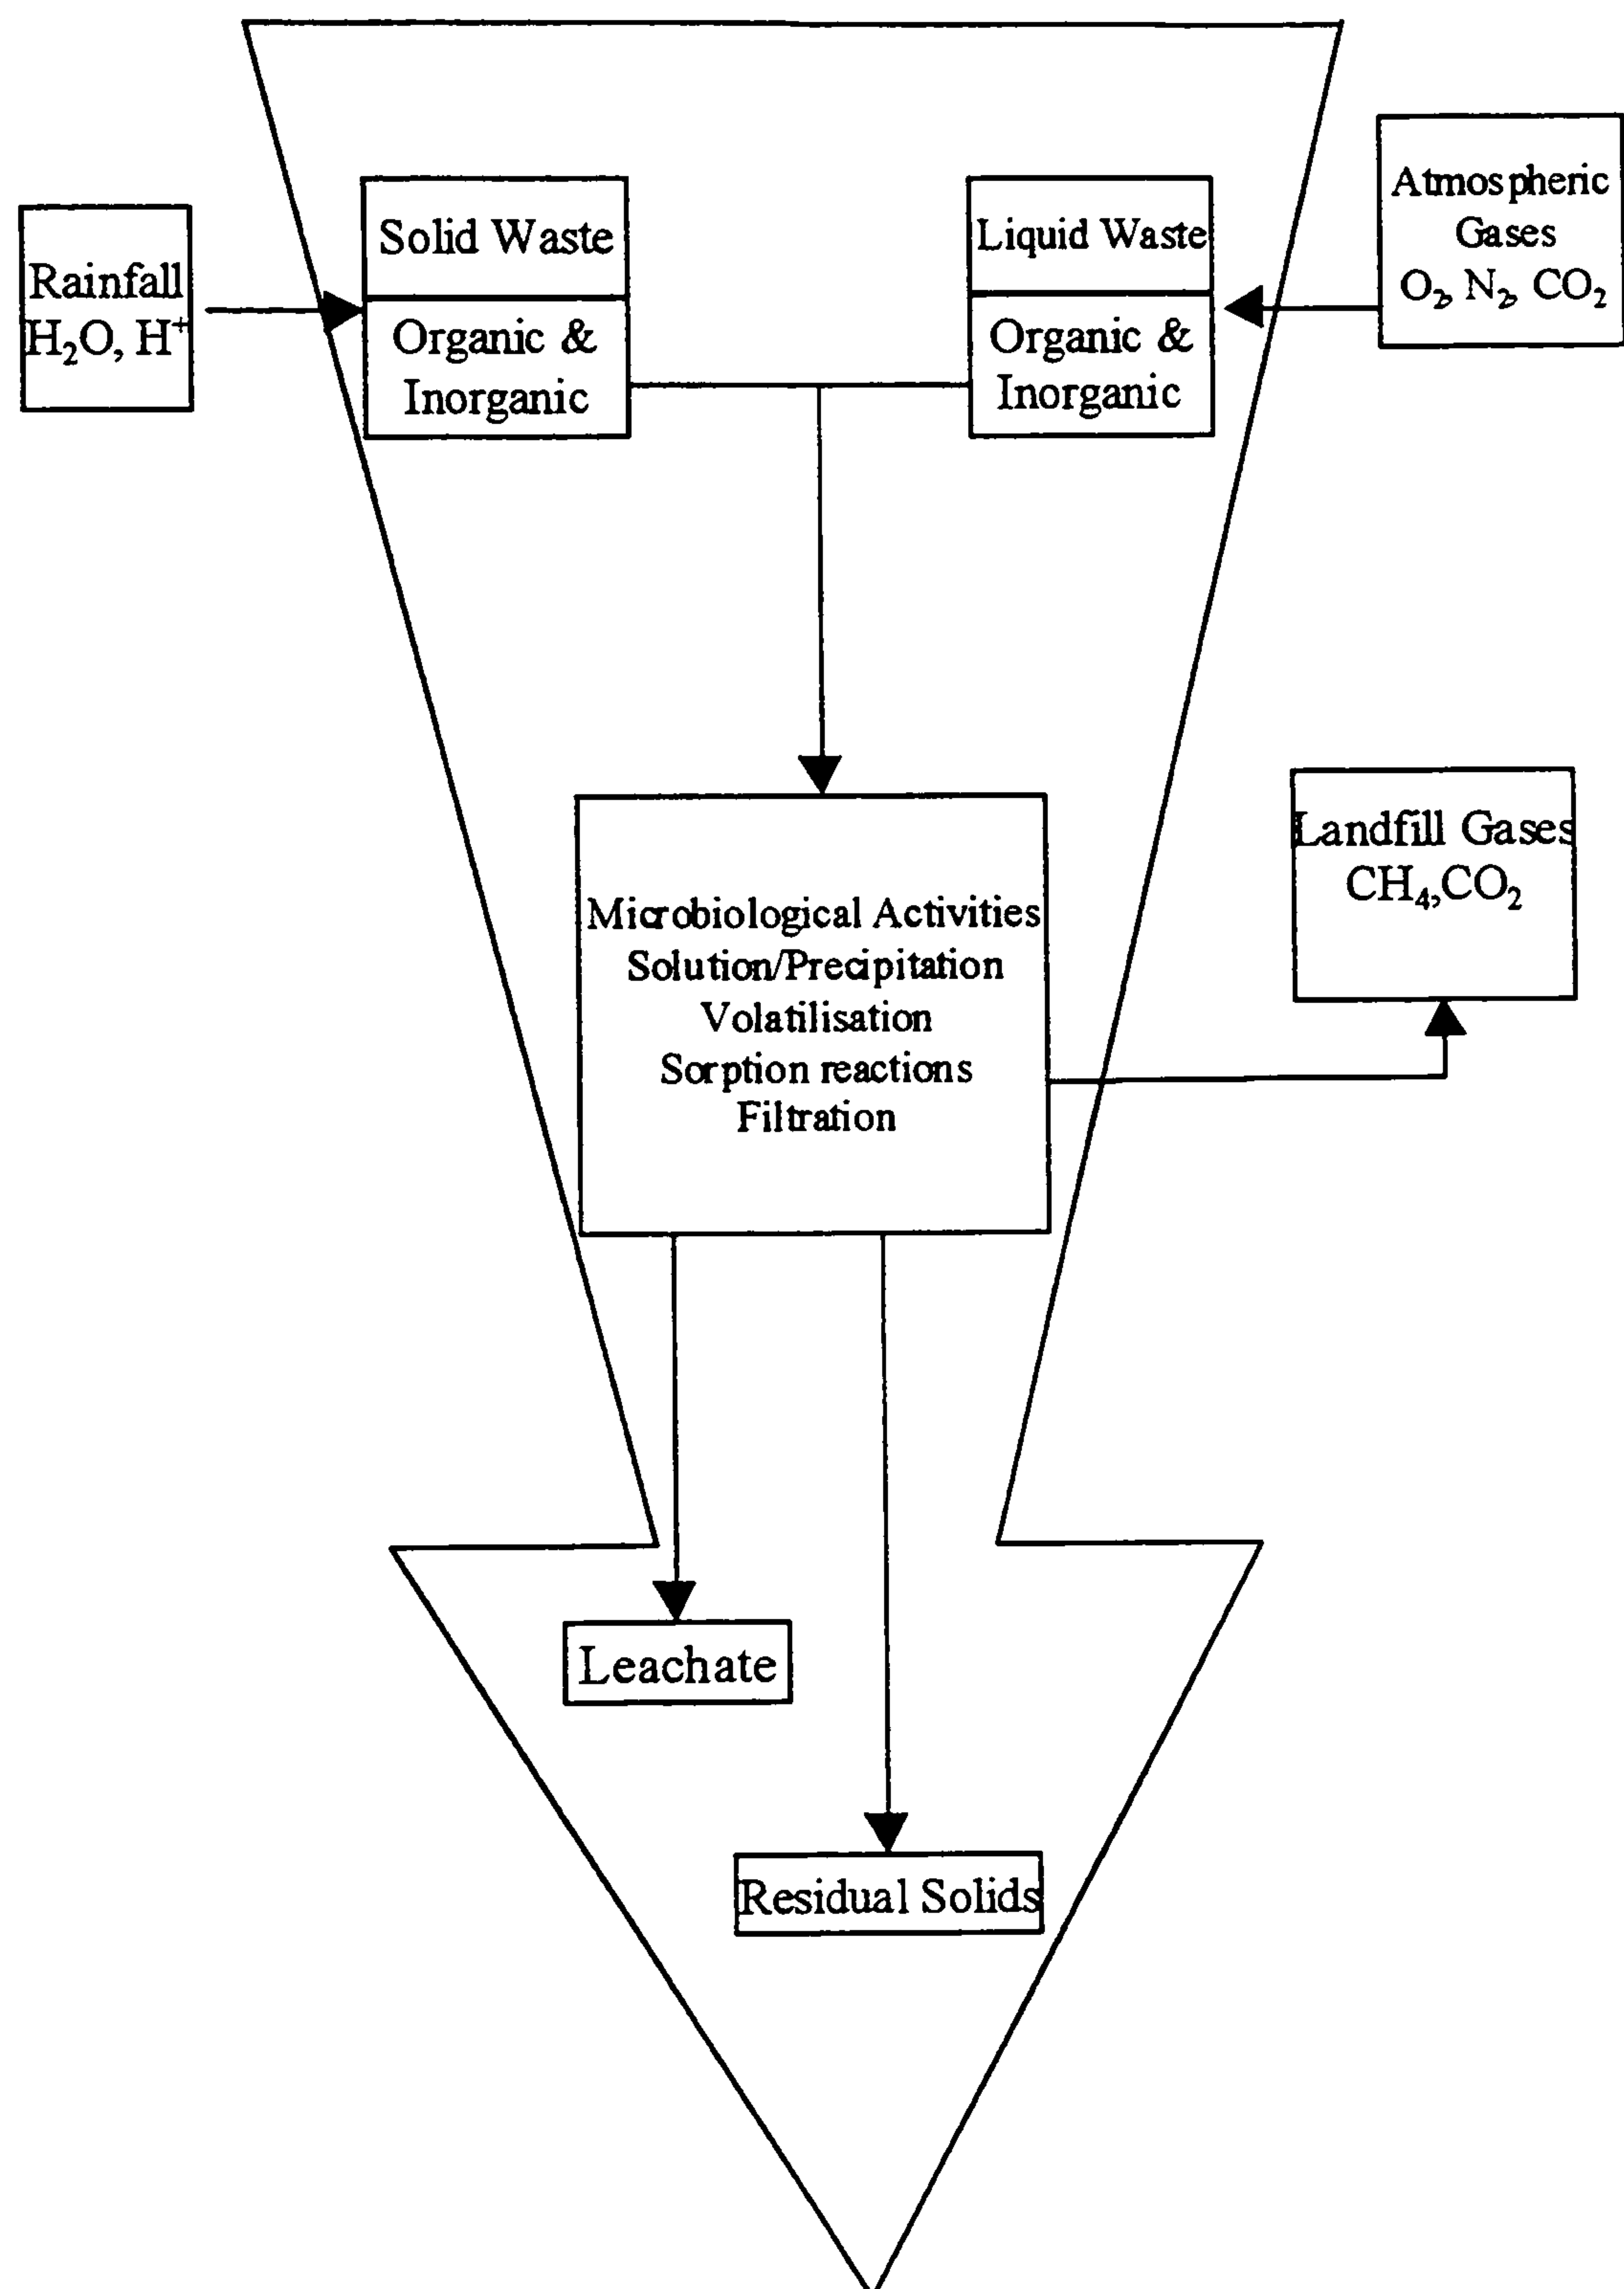 Rainfall
H₂O, H⁺
Solid Waste
Organic &
Inorganic
Liquid Waste
Organic &
Inorganic
Atmospheric
Gases
O₂, N₂, CO₂
Microbiological Activities
Solution/Precipitation
Volatilisation
Sorption reactions
Filtration
Landfill Gases
CH₄,CO₂
Leachate
Residual Solids